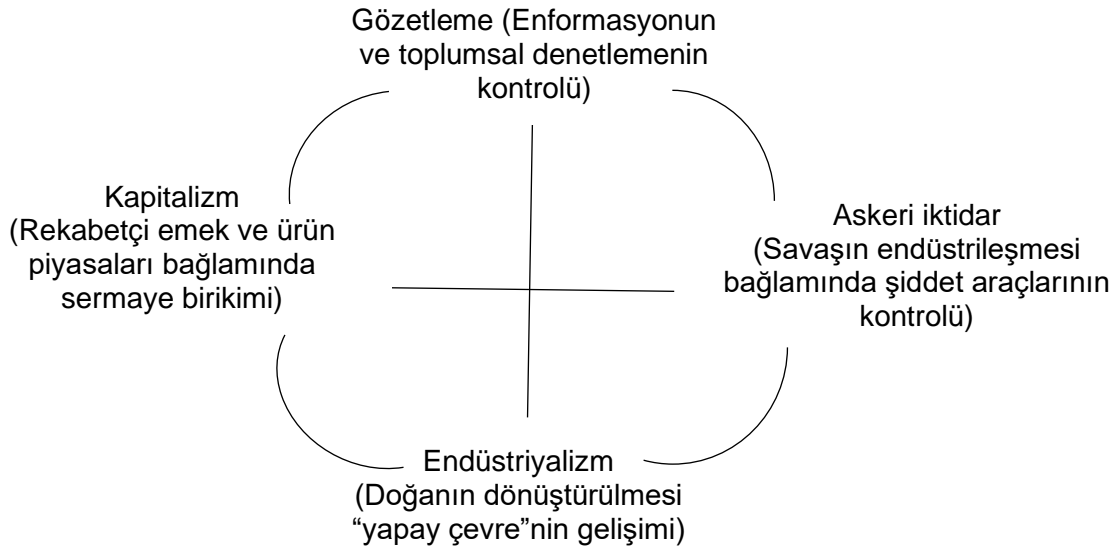 Gözetleme (Enformasyonun
ve toplumsal denetlemenin
kontrolü)
Kapitalizm
(Rekabetçi emek ve ürün
piyasaları bağlamında
sermaye birikimi)
Askeri iktidar
(Savaşın endüstrileşmesi
bağlamında şiddet araçlarının
kontrolü)
Endüstriyalizm
(Doğanın dönüştürülmesi
“yapay çevre”nin gelişimi)